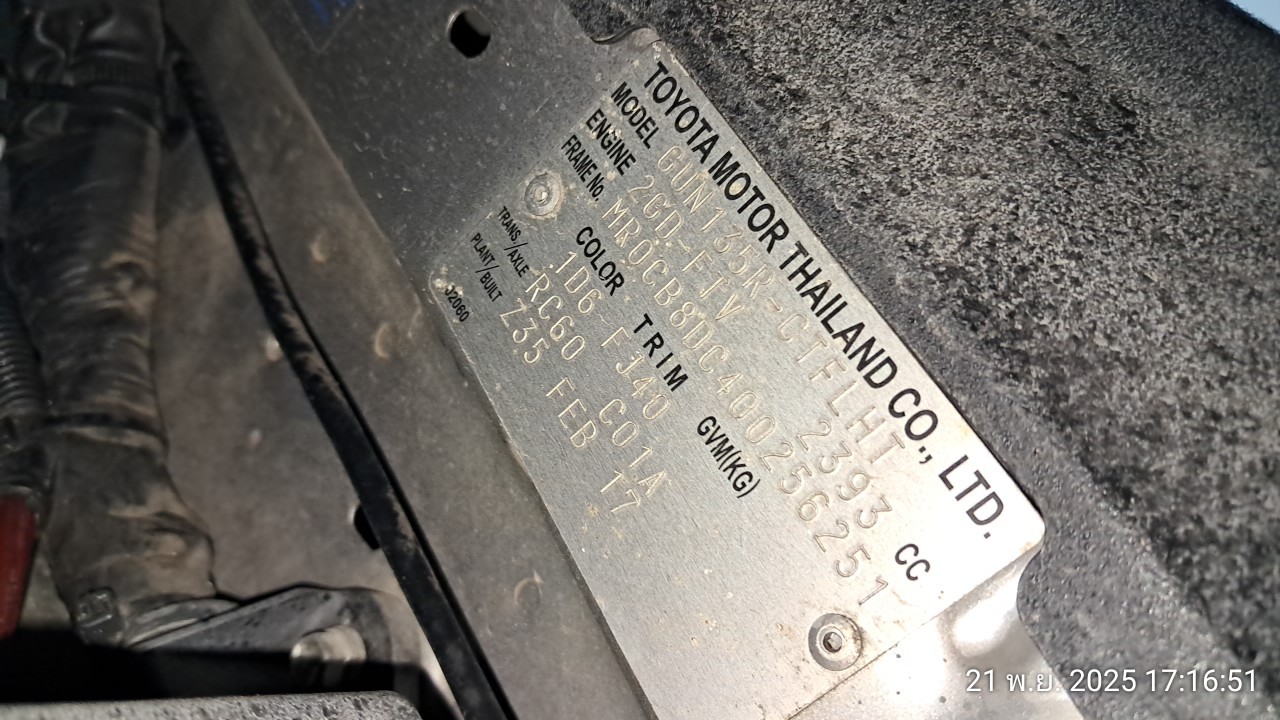 TOYOTA MOTOR THAILAND CO., LTD.
MODEL GUN135R-CTFLHT
ENGINE 2GD-FTV 2393 CC
FRAME No. MR0CB8DC400256251
COLOR TRIM GVM(KG)
1D6 FJ40
TRANS/AXLE RC60 C01A
PLANT/BUILT Z35 FEB 17
J2060
21 พ.ย. 2025 17:16:51